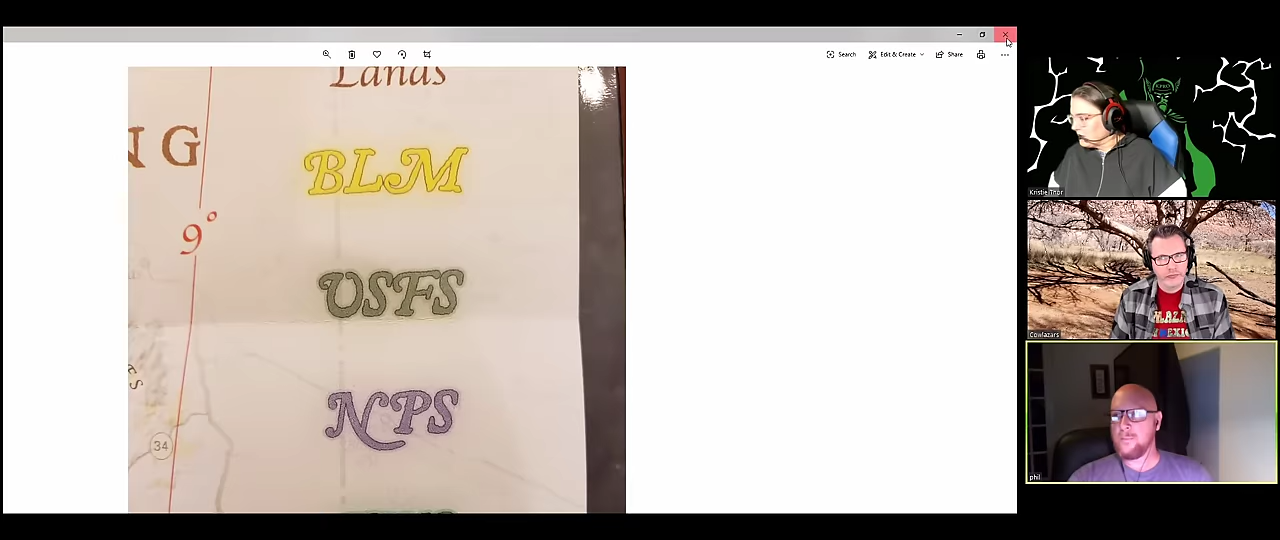 Search
Edit & Create
Share
Lands
NG
BLM
9°
USFS
NPS
34
Kristie Thor
Cowlazars
phil